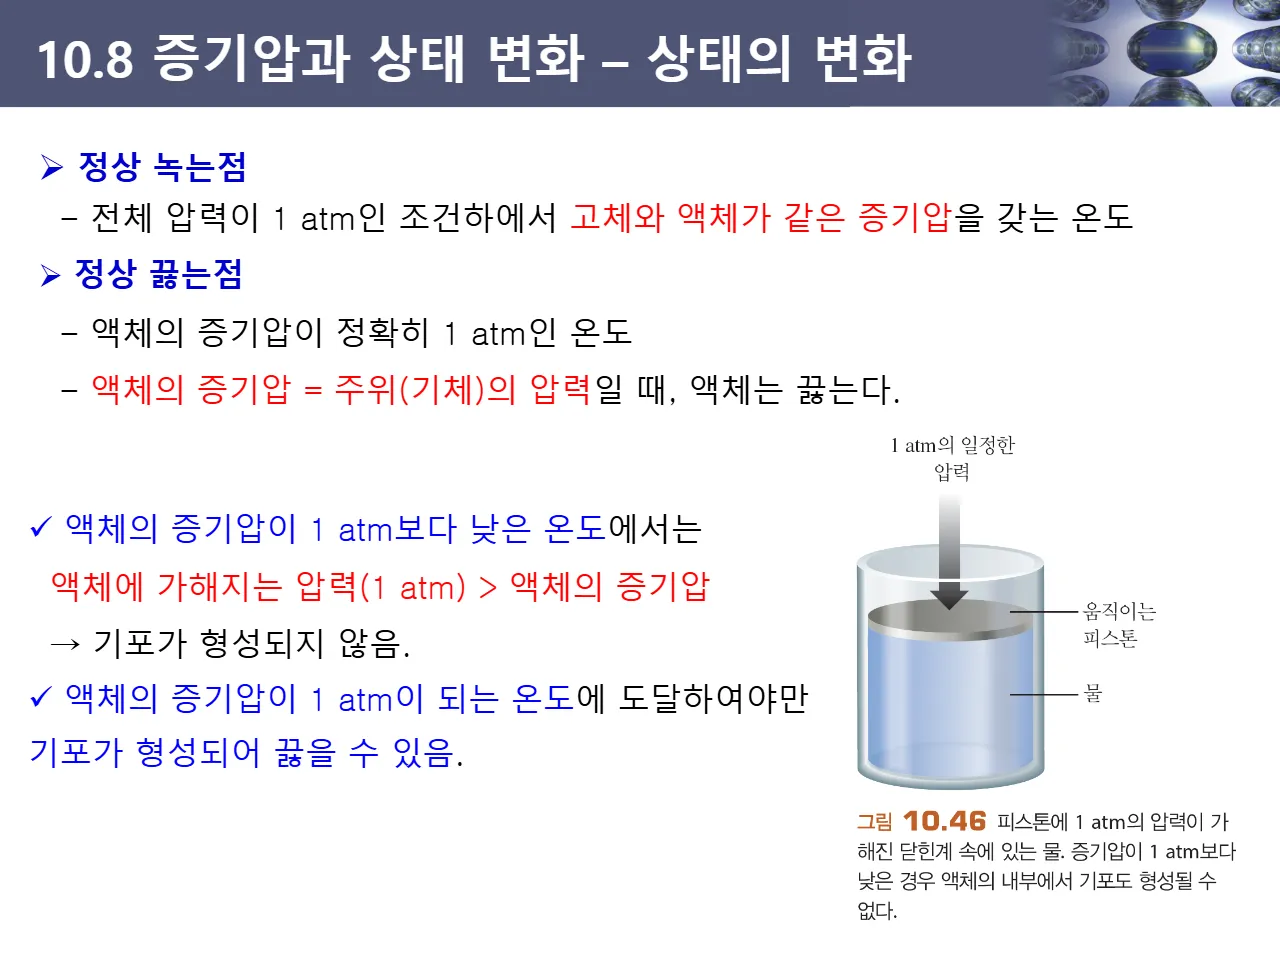 10.8 증기압과 상태 변화 – 상태의 변화
➢ 정상 녹는점
– 전체 압력이 1 atm인 조건하에서 고체와 액체가 같은 증기압을 갖는 온도
➢ 정상 끓는점
– 액체의 증기압이 정확히 1 atm인 온도
– 액체의 증기압 = 주위(기체)의 압력일 때, 액체는 끓는다.
✓ 액체의 증기압이 1 atm보다 낮은 온도에서는
액체에 가해지는 압력(1 atm) > 액체의 증기압
→ 기포가 형성되지 않음.
✓ 액체의 증기압이 1 atm이 되는 온도에 도달하여야만
기포가 형성되어 끓을 수 있음.
1 atm의 일정한
압력
움직이는
피스톤
물
그림 10.46 피스톤에 1 atm의 압력이 가
해진 닫힌계 속에 있는 물. 증기압이 1 atm보다
낮은 경우 액체의 내부에서 기포도 형성될 수
없다.